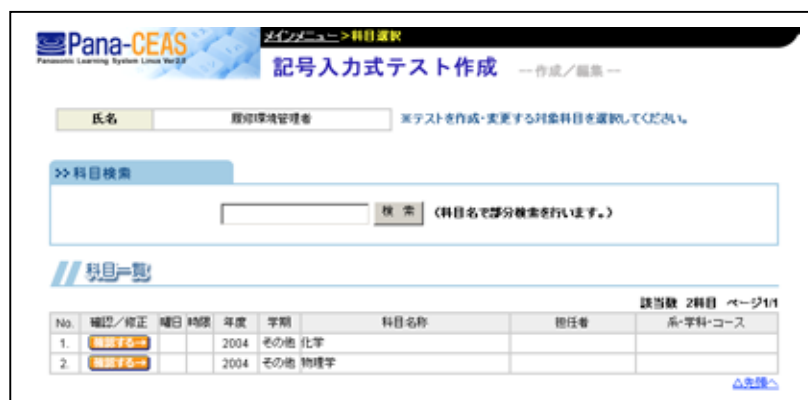 Pana-CEAS
Panasonic Learning System Linux Ver2.0
メインメニュー>科目選択
記号入力式テスト作成 ―作成/編集―
氏名 履修環境管理者 ※テストを作成・変更する対象科目を選択してください。
>>科目検索
検 索 (科目名で部分検索を行います。)
科目一覧
該当数 2科目 ページ1/1
No. 確認/修正 曜日 時限 年度 学期 科目名称 担任者 系・学科・コース
1. 確認する→ 2004 その他 化学
2. 確認する→ 2004 その他 物理学
△先頭へ